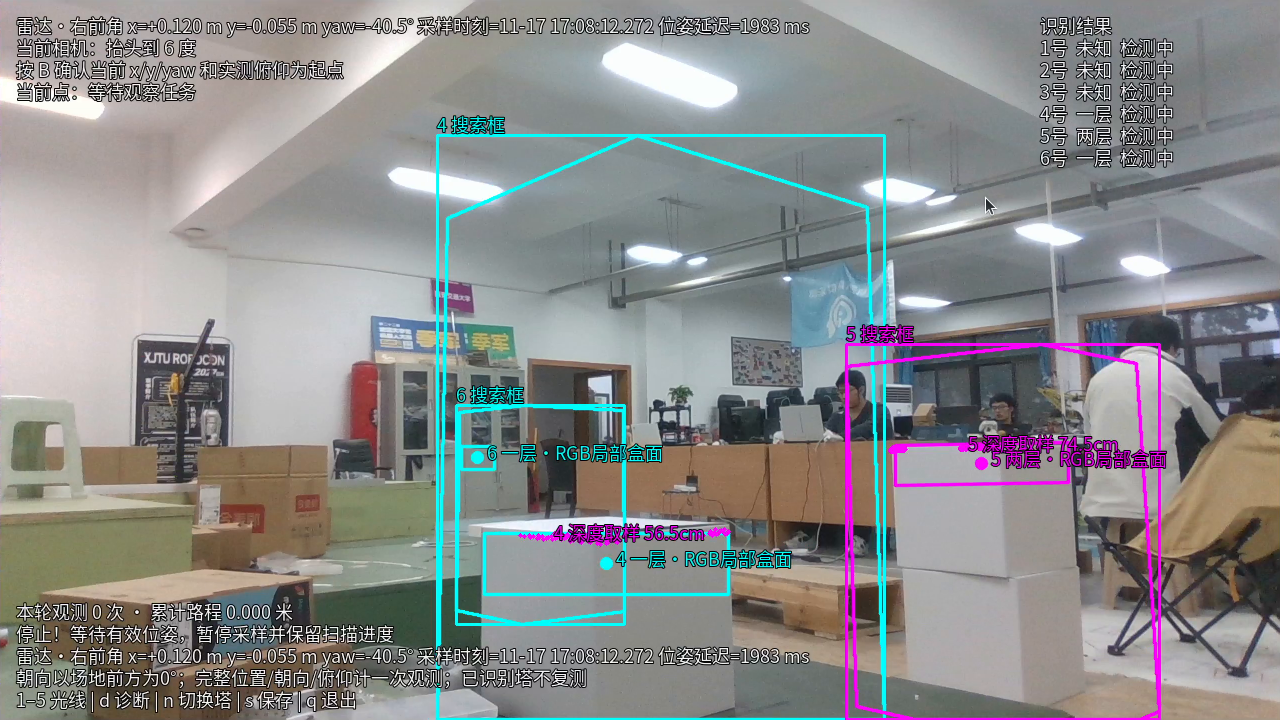 雷达·右前角 x=+0.120 m y=-0.055 m yaw=-40.5° 采样时刻=11-17 17:08:12.272 位姿延迟=1983 ms
当前相机：抬头到 6 度
按 B 确认当前 x/y/yaw 和实测俯仰为起点
当前点：等待观察任务
识别结果
1号 未知 检测中
2号 未知 检测中
3号 未知 检测中
4号 一层 检测中
5号 两层 检测中
6号 一层 检测中
4 搜索框
5 搜索框
季军
季军
XJTU ROBOCON
6 搜索框
6 一层·RGB局部盒面
5 深度取样 74.5cm
5 两层·RGB局部盒面
4 深度取样 56.5cm
4 一层·RGB局部盒面
本轮观测 0 次 · 累计路程 0.000 米
停止！等待有效位姿，暂停采样并保留扫描进度
雷达·右前角 x=+0.120 m y=-0.055 m yaw=-40.5° 采样时刻=11-17 17:08:12.272 位姿延迟=1983 ms
朝向以场地前方为0°；完整位置/朝向/俯仰计一次观测；已识别塔不复测
1–5 光线 | d 诊断 | n 切换塔 | s 保存 | q 退出